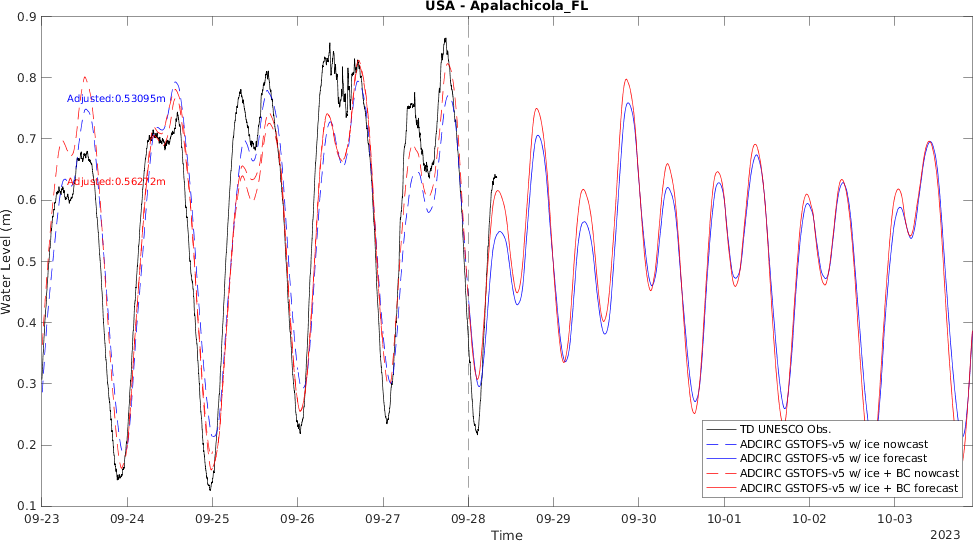 USA - Apalachicola_FL
0.9
0.8
0.7
0.6
0.5
0.4
0.3
0.2
0.1
Water Level (m)
Adjusted:0.53095m
Adjusted:0.56272m
TD UNESCO Obs.
ADCIRC GSTOFS-v5 w/ ice nowcast
ADCIRC GSTOFS-v5 w/ ice forecast
ADCIRC GSTOFS-v5 w/ ice + BC nowcast
ADCIRC GSTOFS-v5 w/ ice + BC forecast
09-23 09-24 09-25 09-26 09-27 09-28 09-29 09-30 10-01 10-02 10-03
Time
2023